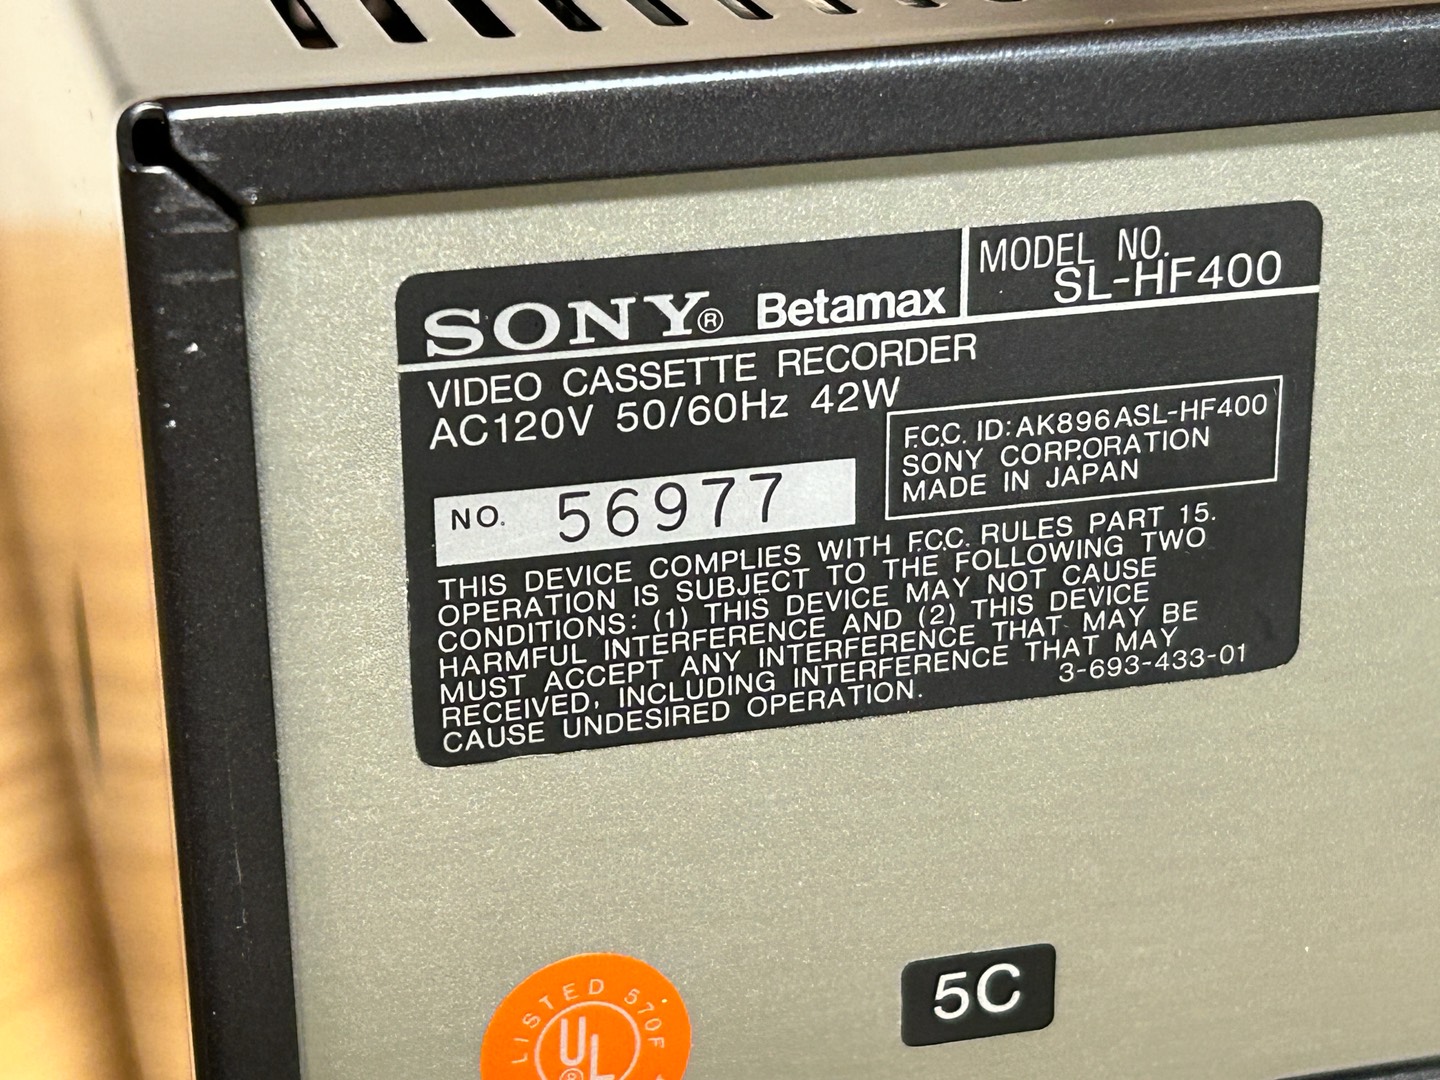 SONY® Betamax
MODEL NO.
SL-HF400
VIDEO CASSETTE RECORDER
AC120V 50/60Hz 42W
F.C.C. ID: AK896ASL-HF400
SONY CORPORATION
MADE IN JAPAN
NO. 56977
THIS DEVICE COMPLIES WITH F.C.C. RULES PART 15.
OPERATION IS SUBJECT TO THE FOLLOWING TWO
CONDITIONS: (1) THIS DEVICE MAY NOT CAUSE
HARMFUL INTERFERENCE AND (2) THIS DEVICE
MUST ACCEPT ANY INTERFERENCE THAT MAY BE
RECEIVED, INCLUDING INTERFERENCE THAT MAY
CAUSE UNDESIRED OPERATION.
3-693-433-01
5C
LISTED 570F
UL®